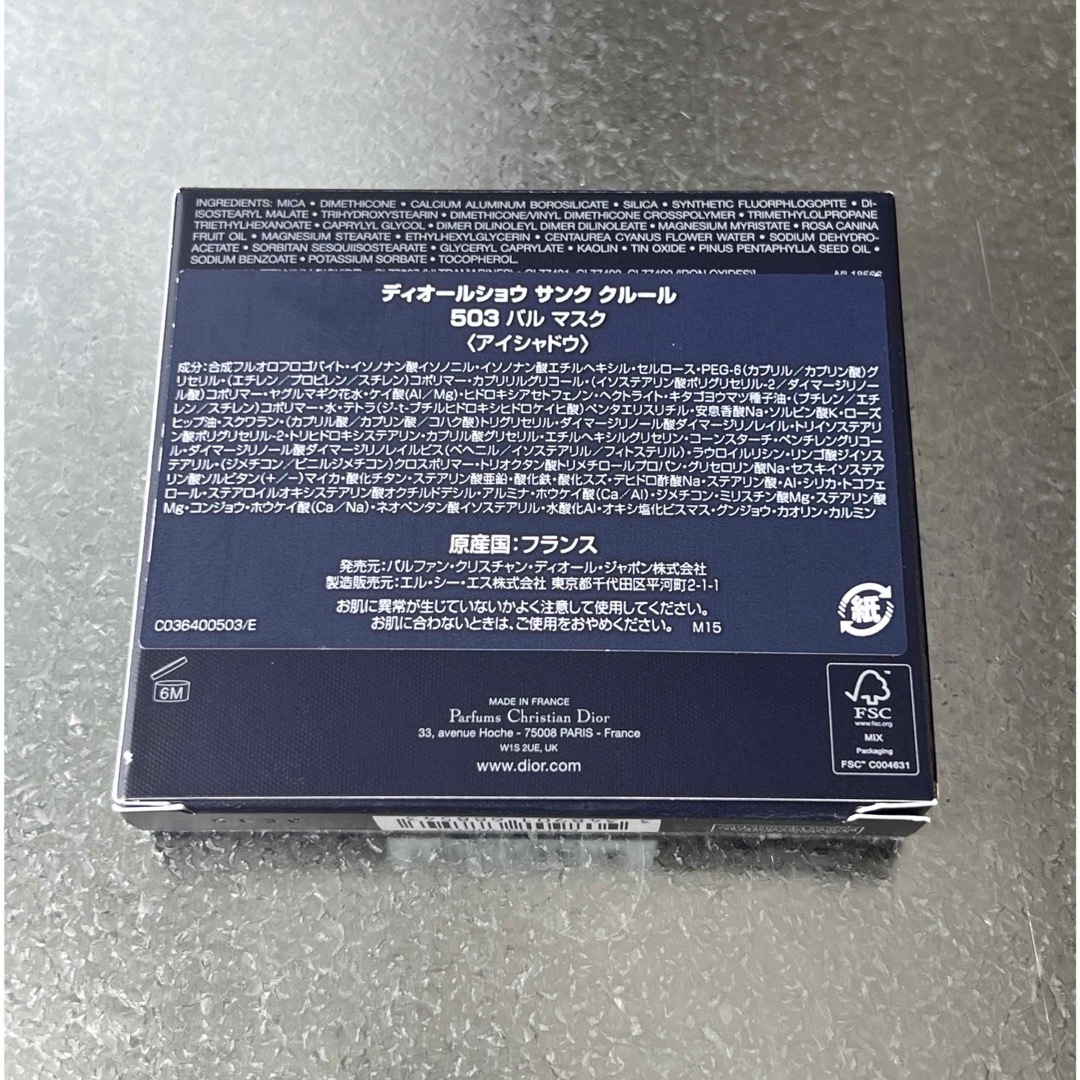 INGREDIENTS: MICA • DIMETHICONE • CALCIUM ALUMINUM BOROSILICATE • SILICA • SYNTHETIC FLUORPHLOGOPITE • DI-
ISOSTEARYL MALATE • TRIHYDROXYSTEARIN • DIMETHICONE/VINYL DIMETHICONE CROSSPOLYMER • TRIMETHYLOLPROPANE
TRIETHYLHEXANOATE • CAPRYLYL GLYCOL • DIMER DILINOLEYL DIMER DILINOLEATE • MAGNESIUM MYRISTATE • ROSA CANINA
FRUIT OIL • MAGNESIUM STEARATE • ETHYLHEXYLGLYCERIN • CENTAUREA CYANUS FLOWER WATER • SODIUM DEHYDRO-
ACETATE • SORBITAN SESQUIISOSTEARATE • GLYCERYL CAPRYLATE • KAOLIN • TIN OXIDE • PINUS PENTAPHYLLA SEED OIL
SODIUM BENZOATE • POTASSIUM SORBATE • TOCOPHEROL.
ディオールショウ サンク クルール
503 バル マスク
〈アイシャドウ〉
成分:合成フルオロフロゴパイト・イソノナン酸イソノニル・イソノナン酸エチルヘキシル・セルロース・PEG-6(カプリル/カプリン酸)グ
リセリル・(エチレン/プロピレン/スチレン)コポリマー・カプリリルグリコール・(イソステアリン酸ポリグリセリル-2/ダイマージリノー
ル酸)コポリマー・ヤグルマギク花水・ケイ酸(Al/Mg)・ヒドロキシアセトフェノン・ヘクトライト・キタゴヨウマツ種子油・(ブチレン/エチ
レン/スチレン)コポリマー・水・テトラ(ジ-t-ブチルヒドロキシヒドロケイヒ酸)ペンタエリスリチル・安息香酸Na・ソルビン酸K・ローズ
ヒップ油・スクワラン・(カプリル酸/カプリン酸/コハク酸)トリグリセリル・ダイマージリノール酸ダイマージリノレイル・トリイソステアリ
ン酸ポリグリセリル-2・トリヒドロキシステアリン・カプリル酸グリセリル・エチルヘキシルグリセリン・コーンスターチ・ペンチレングリコー
ル・ダイマージリノール酸ダイマージリノレイルビス(ベヘニル/イソステアリル/フィトステリル)・ラウロイルリシン・リンゴ酸ジイソス
テアリル・(ジメチコン/ビニルジメチコン)クロスポリマー・トリオクタン酸トリメチロールプロパン・グリセロリン酸Na・セスキイソステア
リン酸ソルビタン(+/-)マイカ・酸化チタン・ステアリン酸亜鉛・酸化鉄・酸化スズ・デヒドロ酢酸Na・ステアリン酸・Al・シリカ・トコフェ
ロール・ステアロイルオキシステアリン酸オクチルドデシル・アルミナ・ホウケイ酸(Ca/Al)・ジメチコン・ミリスチン酸Mg・ステアリン酸
Mg・コンジョウ・ホウケイ酸(Ca/Na)・ネオペンタン酸イソステアリル・水酸化Al・オキシ塩化ビスマス・グンジョウ・カオリン・カルミン
原産国:フランス
発売元:パルファン・クリスチャン・ディオール・ジャポン株式会社
製造販売元:エル・シー・エス株式会社 東京都千代田区平河町2-1-1
お肌に異常が生じていないかよく注意して使用してください。
お肌に合わないときは、ご使用をおやめください。 M15
C036400503/E
紙
6M
MADE IN FRANCE
Parfums Christian Dior
33, avenue Hoche - 75008 PARIS - France
W1S 2UE, UK
www.dior.com
FSC
www.fsc.org
MIX
Packaging
FSC™ C004631